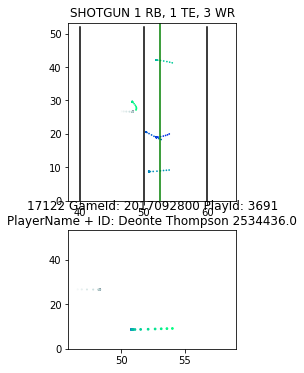 SHOTGUN 1 RB, 1 TE, 3 WR
50
40
30
20
10
0
40 50 60
17122 GameId: 2017092800 PlayId: 3691
PlayerName + ID: Deonte Thompson 2534436.0
40
20
0
50 55